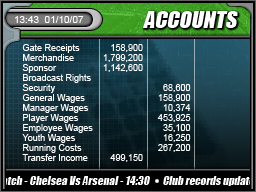 13:43 01/10/07
ACCOUNTS
Gate Receipts 158,900
Merchandise 1,799,200
Sponsor 1,142,600
Broadcast Rights
Security 68,600
General Wages 158,900
Manager Wages 10,374
Player Wages 453,925
Employee Wages 35,100
Youth Wages 16,250
Running Costs 267,200
Transfer Income 499,150
tch - Chelsea Vs Arsenal - 14:30 • Club records updat